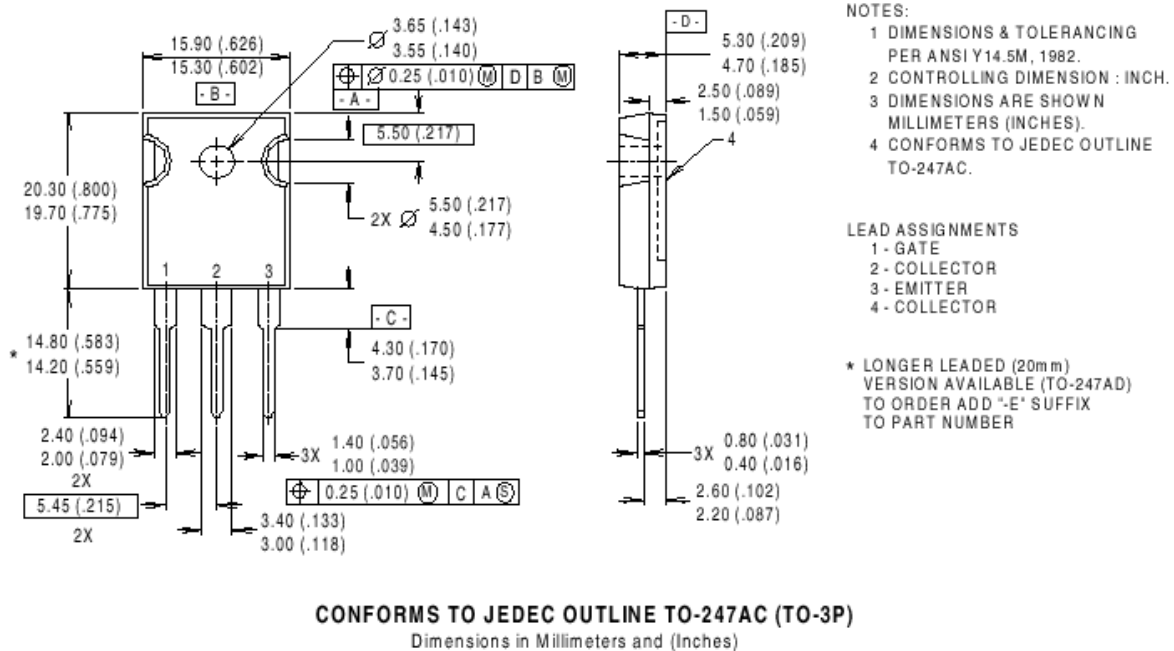 15.90 (.626)
15.30 (.602)
- B -
Ø 3.65 (.143)
3.55 (.140)
⌖ Ø 0.25 (.010) Ⓜ D B Ⓜ
- A -
5.50 (.217)
20.30 (.800)
19.70 (.775)
2X Ø 5.50 (.217)
4.50 (.177)
1 2 3
- C -
* 14.80 (.583)
14.20 (.559)
4.30 (.170)
3.70 (.145)
2.40 (.094)
2.00 (.079)
2X
5.45 (.215)
2X
3X 1.40 (.056)
1.00 (.039)
⌖ 0.25 (.010) Ⓜ C A Ⓢ
3.40 (.133)
3.00 (.118)
- D -
5.30 (.209)
4.70 (.185)
2.50 (.089)
1.50 (.059)
4
3X 0.80 (.031)
0.40 (.016)
2.60 (.102)
2.20 (.087)
NOTES:
1 DIMENSIONS & TOLERANCING
PER ANSI Y14.5M, 1982.
2 CONTROLLING DIMENSION : INCH.
3 DIMENSIONS ARE SHOWN
MILLIMETERS (INCHES).
4 CONFORMS TO JEDEC OUTLINE
TO-247AC.
LEAD ASSIGNMENTS
1 - GATE
2 - COLLECTOR
3 - EMITTER
4 - COLLECTOR
* LONGER LEADED (20mm)
VERSION AVAILABLE (TO-247AD)
TO ORDER ADD "-E" SUFFIX
TO PART NUMBER
CONFORMS TO JEDEC OUTLINE TO-247AC (TO-3P)
Dimensions in Millimeters and (Inches)